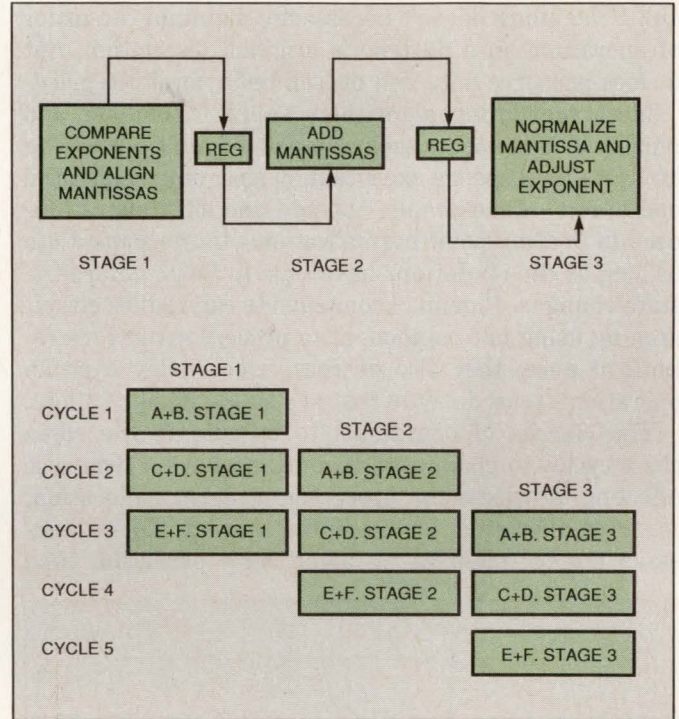 COMPARE
EXPONENTS
AND ALIGN
MANTISSAS
REG
ADD
MANTISSAS
REG
NORMALIZE
MANTISSA AND
ADJUST
EXPONENT
STAGE 1
STAGE 2
STAGE 3
STAGE 1
CYCLE 1
A+B. STAGE 1
STAGE 2
CYCLE 2
C+D. STAGE 1
A+B. STAGE 2
STAGE 3
CYCLE 3
E+F. STAGE 1
C+D. STAGE 2
A+B. STAGE 3
CYCLE 4
E+F. STAGE 2
C+D. STAGE 3
CYCLE 5
E+F. STAGE 3